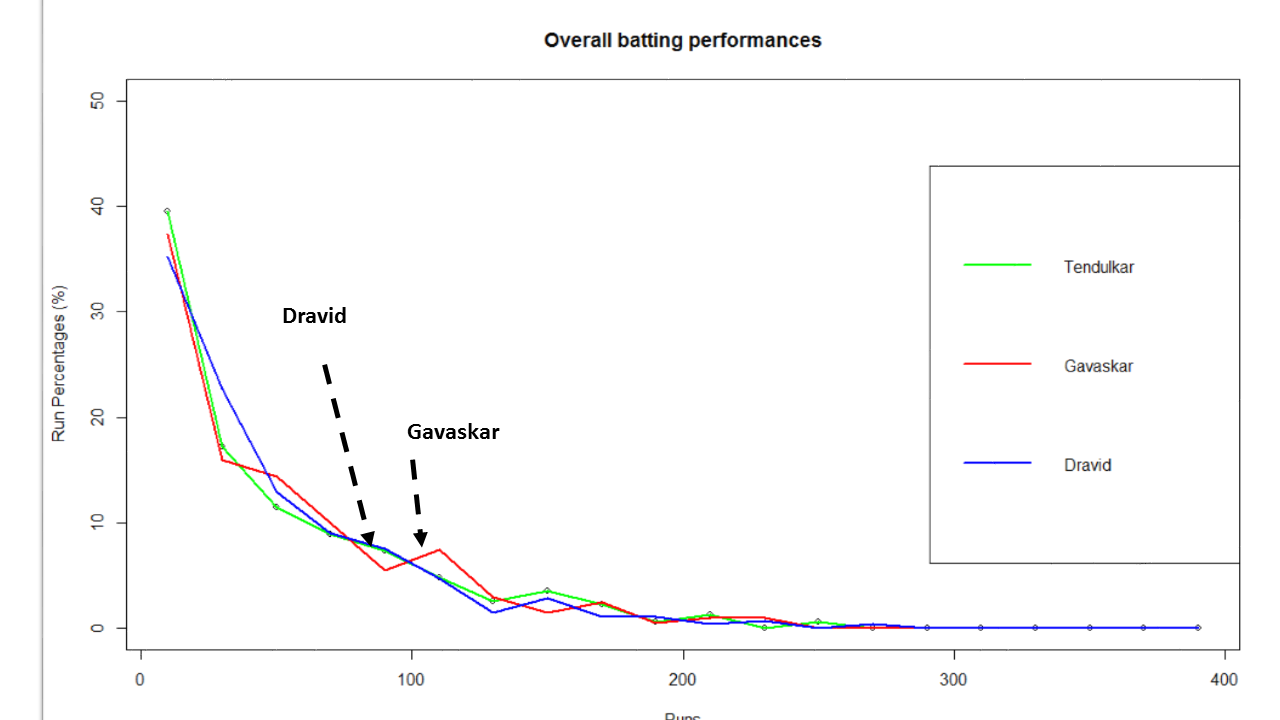 Overall batting performances
50
40
30
20
10
0
Run Percentages (%)
Dravid
Gavaskar
Tendulkar
Gavaskar
Dravid
0 100 200 300 400
Runs